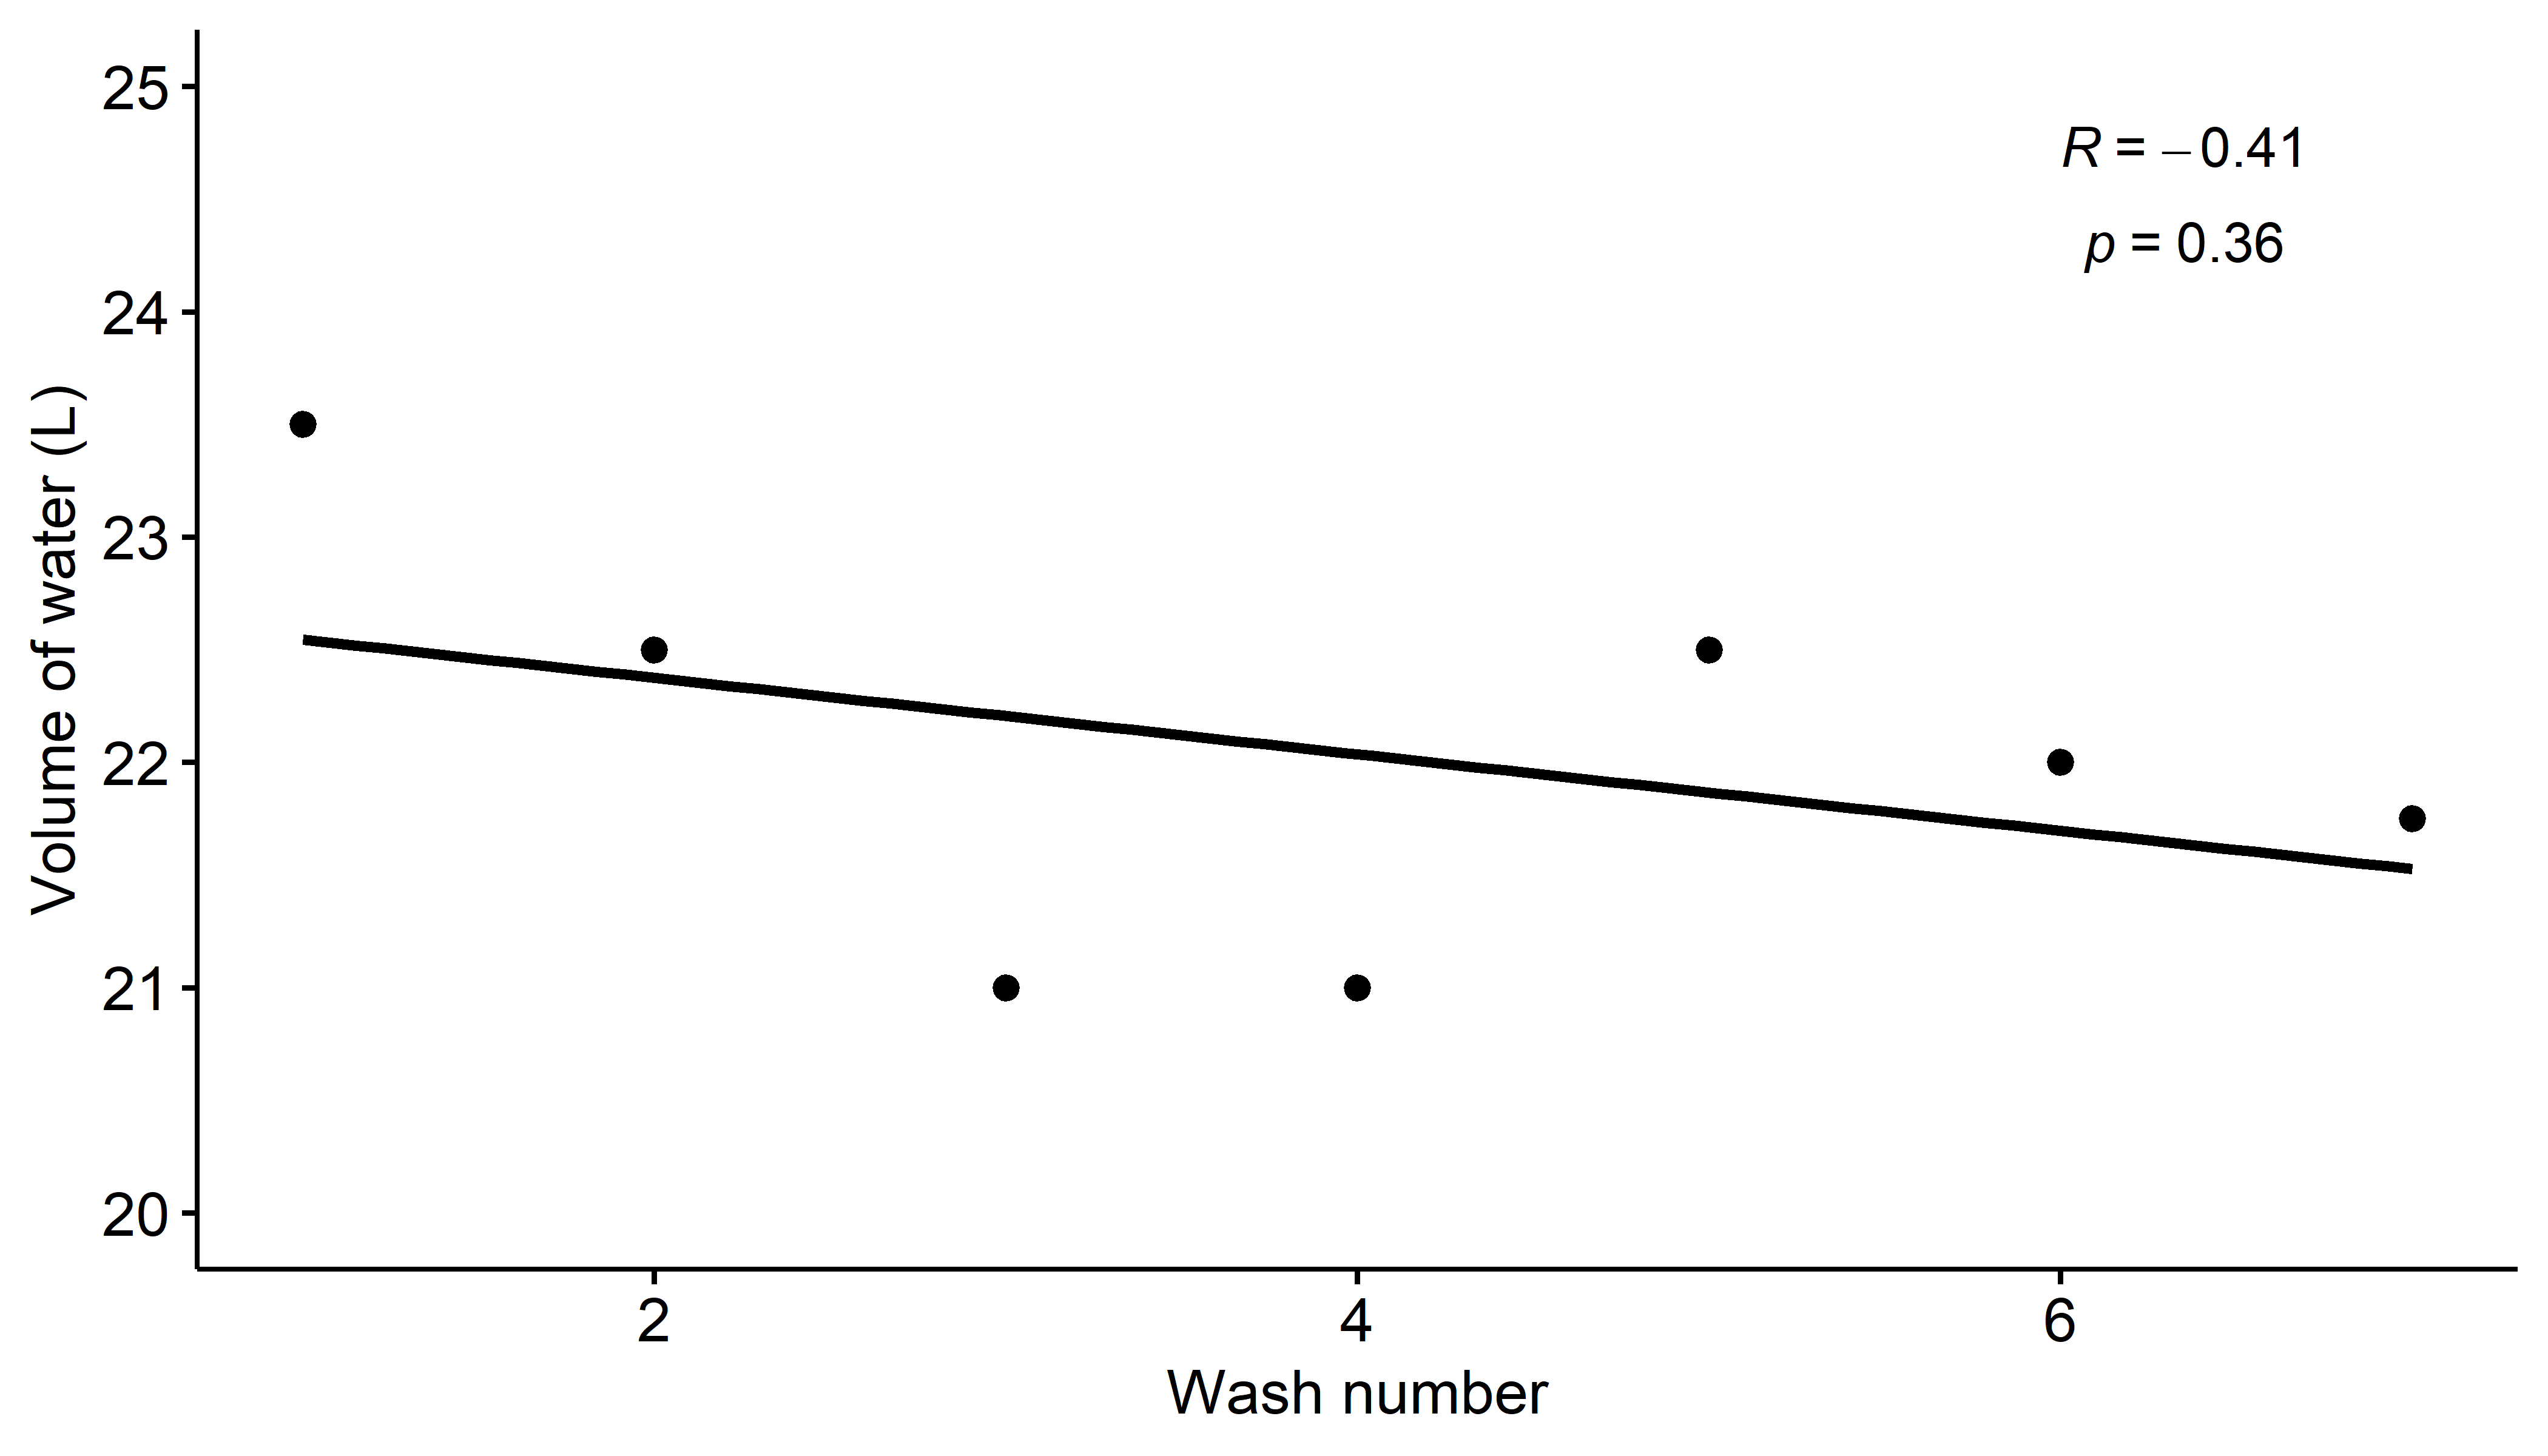 25
24
23
22
21
20
Volume of water (L)
R = −0.41
p = 0.36
2 4 6
Wash number